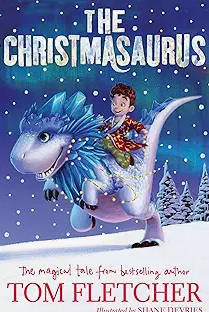 THE
CHRISTMASAURUS
The magical tale from bestselling author
TOM FLETCHER
Illustrated by SHANE DEVRIES